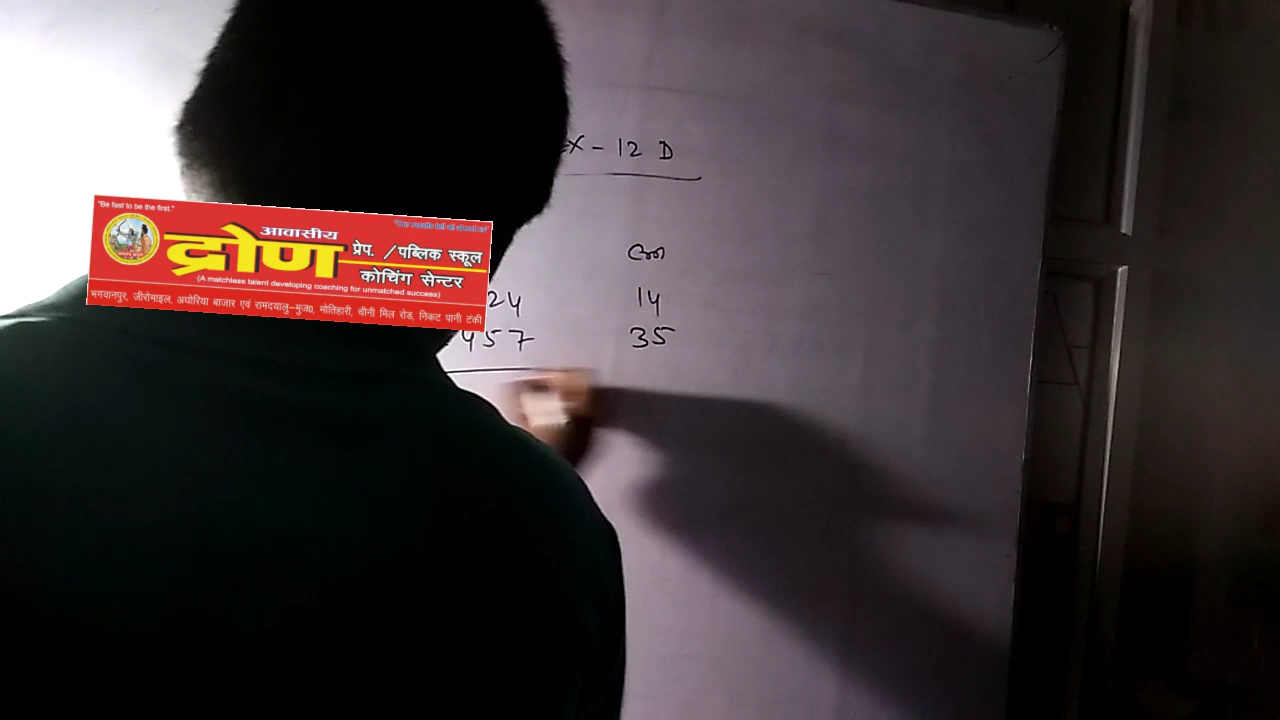 x - 12 D
"Be fast to be the first."
आवासीय
द्रोण प्रेप. / पब्लिक स्कूल
कोचिंग सेन्टर
(A matchless talent developing coaching for unmatched success)
भगवानपुर, जीरोमाइल, अघोरिया बाजार एवं रामदयालु-मुज0, मोतिहारी, चीनी मिल रोड, निकट पानी टंकी
cm
24 14
457 35